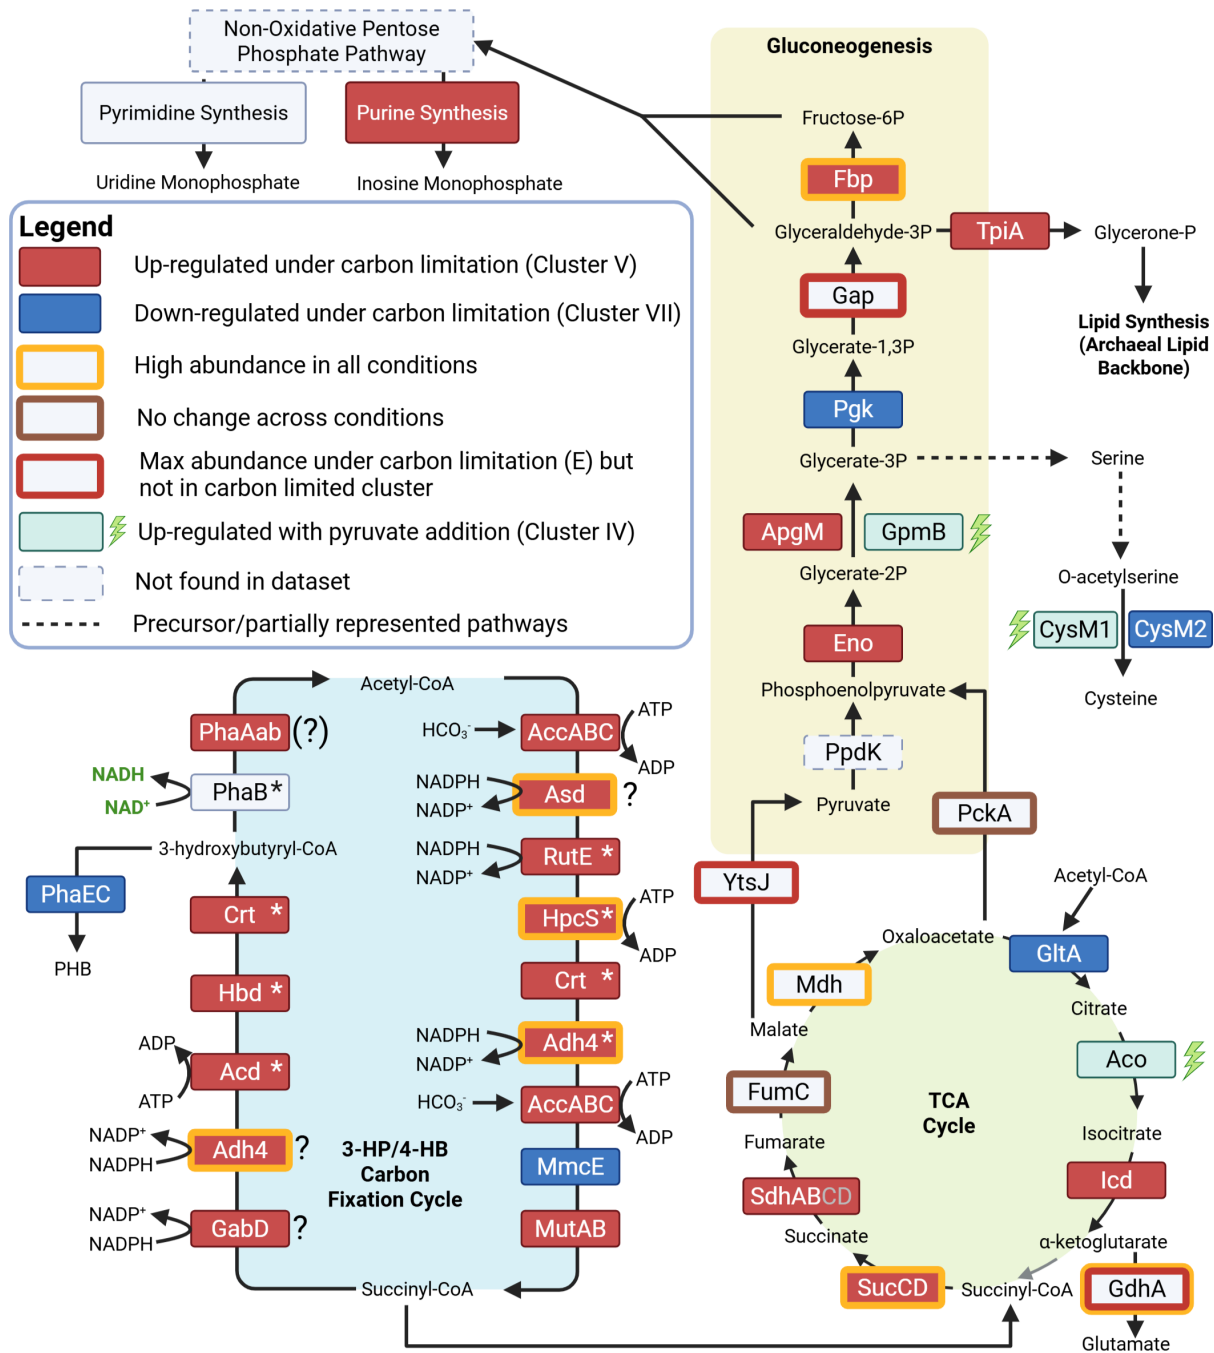 Non-Oxidative Pentose
Phosphate Pathway
Pyrimidine Synthesis
Purine Synthesis
Uridine Monophosphate
Inosine Monophosphate
Legend
Up-regulated under carbon limitation (Cluster V)
Down-regulated under carbon limitation (Cluster VII)
High abundance in all conditions
No change across conditions
Max abundance under carbon limitation (E) but
not in carbon limited cluster
Up-regulated with pyruvate addition (Cluster IV)
Not found in dataset
Precursor/partially represented pathways
Gluconeogenesis
Fructose-6P
Fbp
Glyceraldehyde-3P
TpiA
Glycerone-P
Lipid Synthesis
(Archaeal Lipid
Backbone)
Gap
Glycerate-1,3P
Pgk
Glycerate-3P
Serine
ApgM
GpmB
Glycerate-2P
O-acetylserine
CysM1
CysM2
Cysteine
Eno
Phosphoenolpyruvate
PpdK
Pyruvate
PckA
YtsJ
Acetyl-CoA
PhaAab
(?)
NADH
NAD⁺
PhaB*
3-hydroxybutyryl-CoA
PhaEC
PHB
Crt *
Hbd *
ADP
ATP
Acd *
NADP⁺
NADPH
Adh4
?
NADP⁺
NADPH
GabD
?
HCO₃⁻
AccABC
ATP
ADP
NADPH
NADP⁺
Asd
?
NADPH
NADP⁺
RutE *
HpcS*
ATP
ADP
Crt *
NADPH
NADP⁺
Adh4*
HCO₃⁻
AccABC
ATP
ADP
MmcE
MutAB
3-HP/4-HB
Carbon
Fixation Cycle
Succinyl-CoA
Acetyl-CoA
Oxaloacetate
GltA
Citrate
Aco
Isocitrate
Icd
α-ketoglutarate
GdhA
Glutamate
Succinyl-CoA
SucCD
Succinate
SdhABCD
Fumarate
FumC
Malate
Mdh
TCA
Cycle